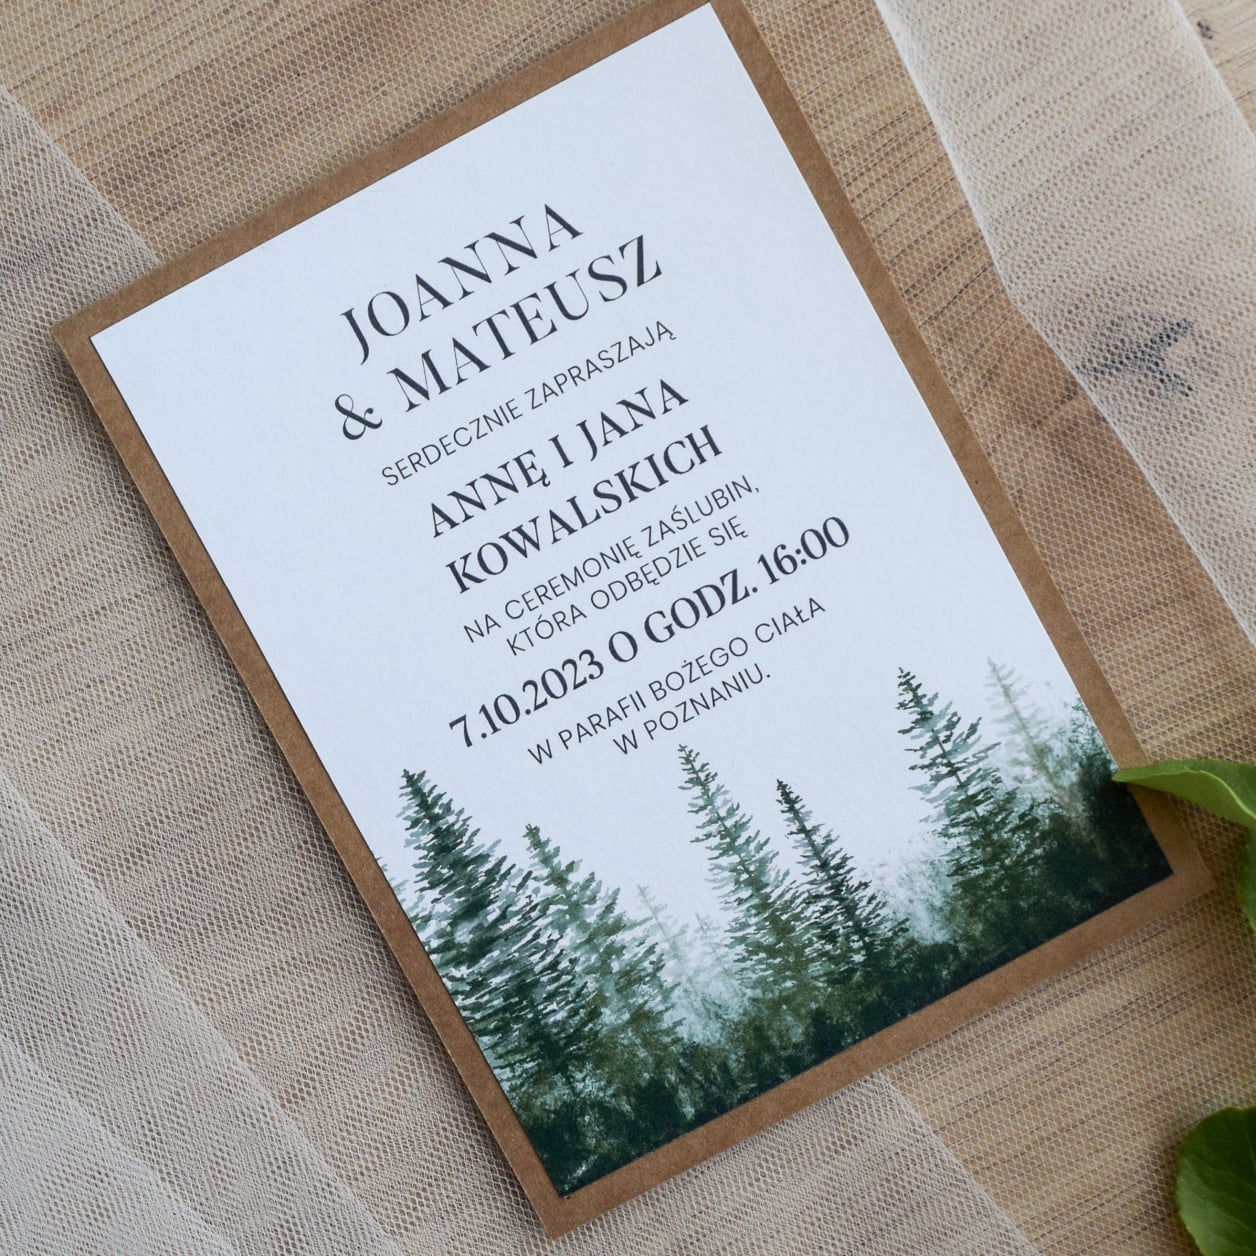 JOANNA
& MATEUSZ
SERDECZNIE ZAPRASZAJĄ
ANNĘ I JANA
KOWALSKICH
NA CEREMONIĘ ZAŚLUBIN,
KTÓRA ODBĘDZIE SIĘ
7.10.2023 O GODZ. 16:00
W PARAFII BOŻEGO CIAŁA
W POZNANIU.